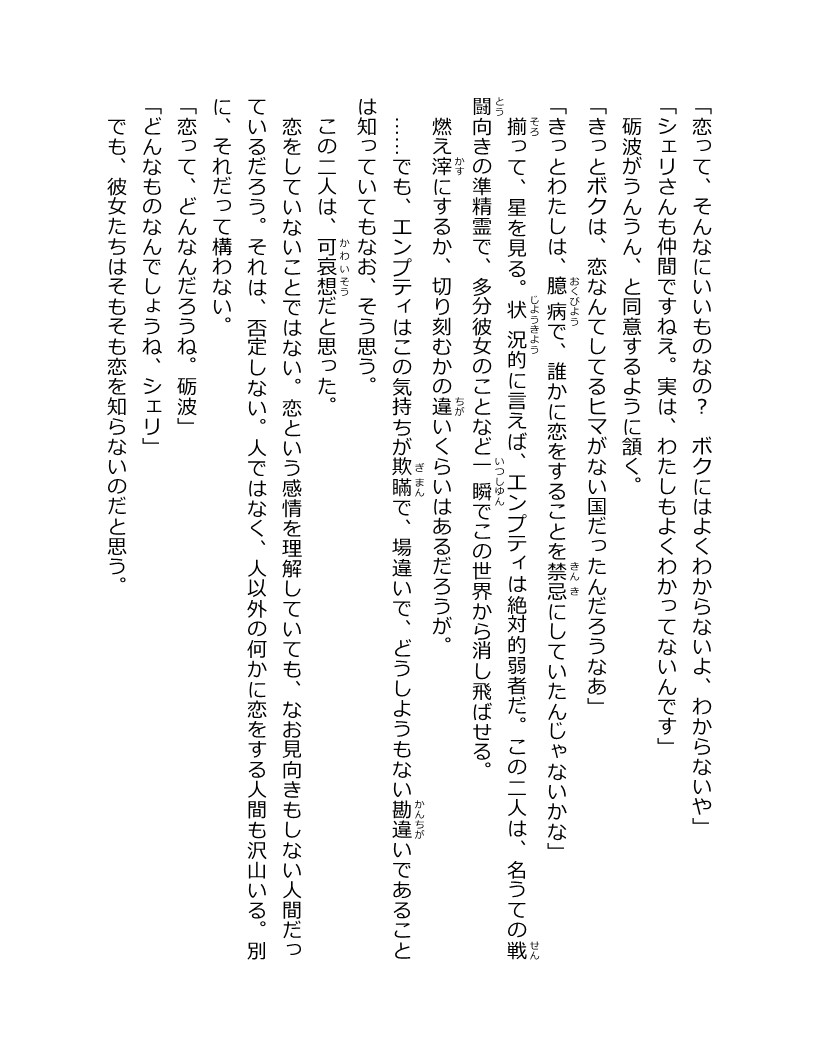 「恋って、そんなにいいものなの？　ボクにはよくわからないよ、わからないや」
「シェリさんも仲間ですねえ。実は、わたしもよくわかってないんです」
　砺波がうんうん、と同意するように頷く。
「きっとボクは、恋なんてしてるヒマがない国だったんだろうなあ」
「きっとわたしは、臆病で、誰かに恋をすることを禁忌にしていたんじゃないかな」
　揃って、星を見る。状況的に言えば、エンプティは絶対的弱者だ。この二人は、名うての戦
闘向きの準精霊で、多分彼女のことなど一瞬でこの世界から消し飛ばせる。
　燃え滓にするか、切り刻むかの違いくらいはあるだろうが。
　……でも、エンプティはこの気持ちが欺瞞で、場違いで、どうしようもない勘違いであること
は知っていてもなお、そう思う。
　この二人は、可哀想だと思った。
　恋をしていないことではない。恋という感情を理解していても、なお見向きもしない人間だっ
ているだろう。それは、否定しない。人ではなく、人以外の何かに恋をする人間も沢山いる。別
に、それだって構わない。
「恋って、どんなんだろうね。砺波」
「どんなものなんでしょうね、シェリ」
　でも、彼女たちはそもそも恋を知らないのだと思う。